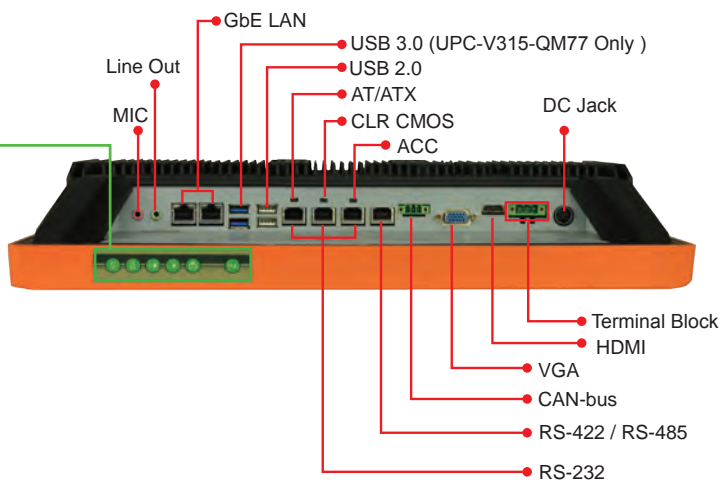 GbE LAN
USB 3.0 (UPC-V315-QM77 Only )
Line Out
USB 2.0
AT/ATX
MIC
DC Jack
CLR CMOS
ACC
Terminal Block
HDMI
VGA
CAN-bus
RS-422 / RS-485
RS-232